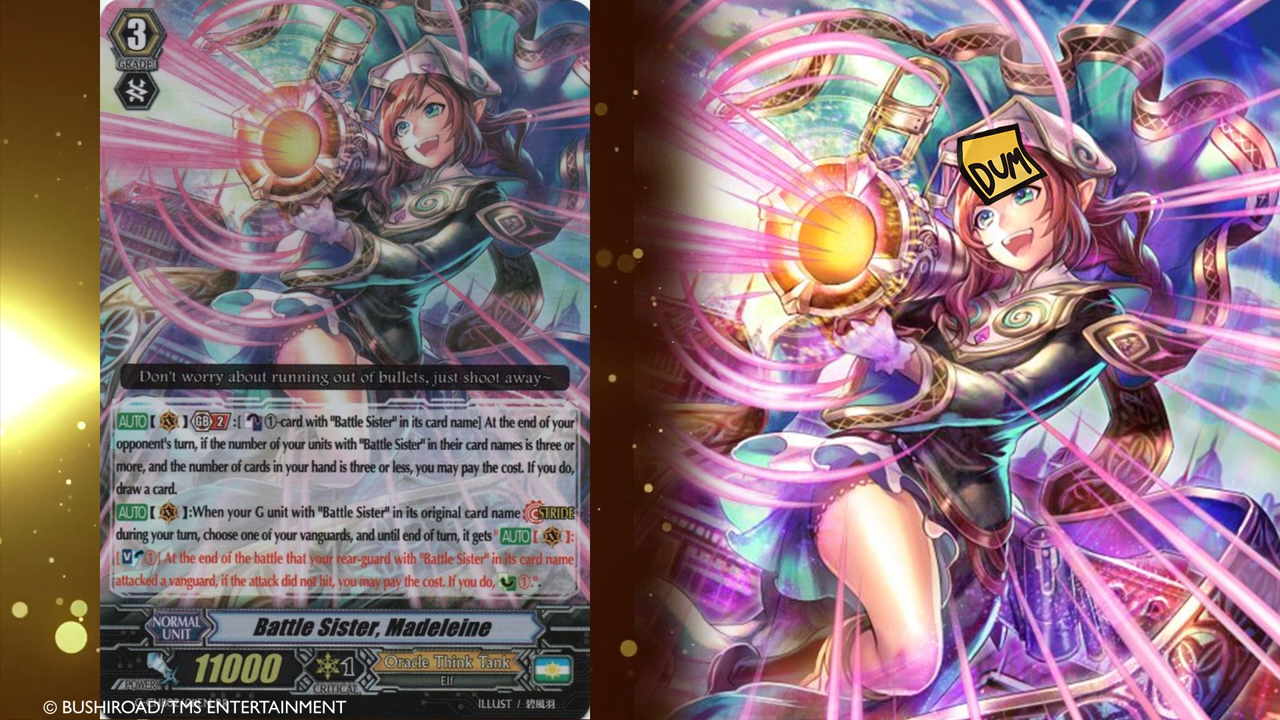 3
GRADE
Don't worry about running out of bullets, just shoot away~
AUTO [ ] GB 2 :[ ①-card with "Battle Sister" in its card name] At the end of your
opponent's turn, if the number of your units with "Battle Sister" in their card names is three or
more, and the number of cards in your hand is three or less, you may pay the cost. If you do,
draw a card.
AUTO [ ]:When your G unit with "Battle Sister" in its original card name STRIDE
during your turn, choose one of your vanguards, and until end of turn, it gets" AUTO [ ]:
[ ①] At the end of the battle that your rear-guard with "Battle Sister" in its card name
attacked a vanguard, if the attack did not hit, you may pay the cost. If you do, ①.".
NORMAL
UNIT
Battle Sister, Madeleine
POWER
11000
1
CRITICAL
Oracle Think Tank
Elf
ILLUST / 碧風羽
© BUSHIROAD/ TMS ENTERTAINMENT
DUM